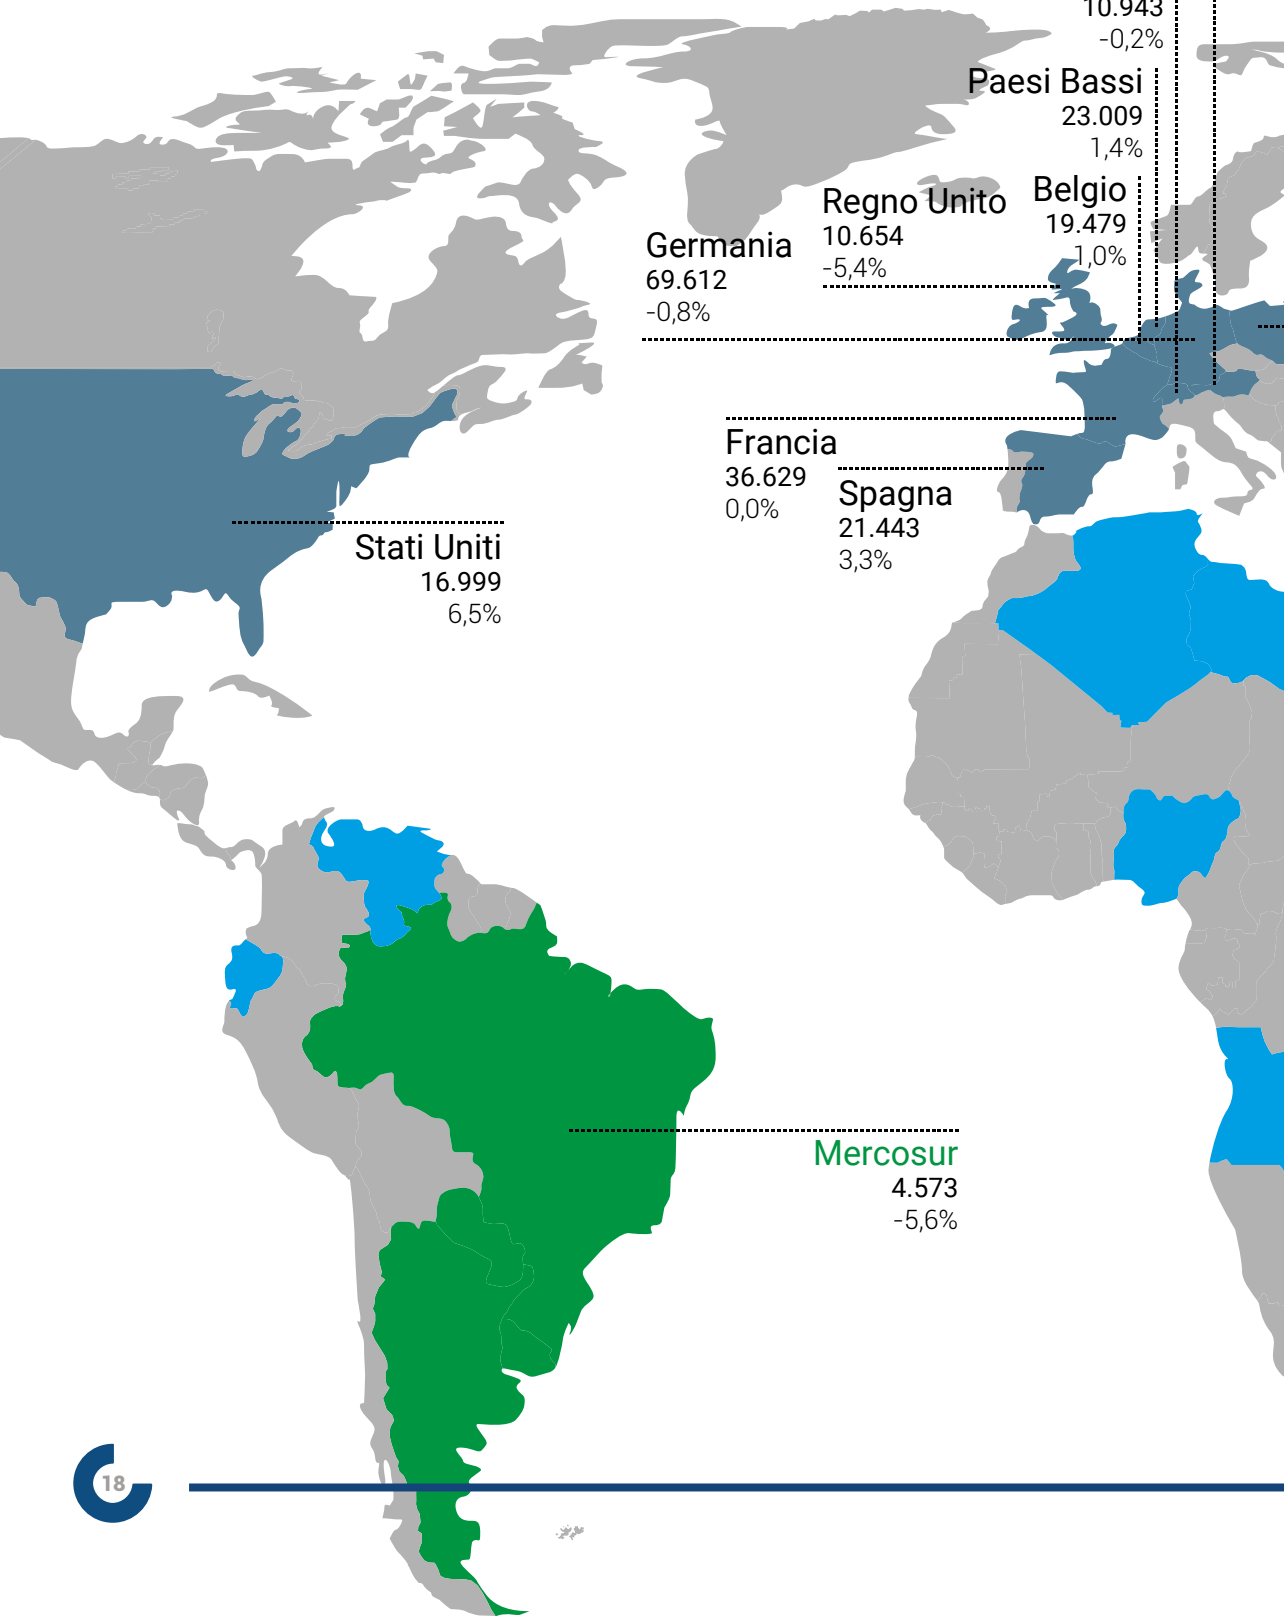 10.943
-0,2%
Paesi Bassi
23.009
1,4%
Belgio
19.479
1,0%
Regno Unito
10.654
-5,4%
Germania
69.612
-0,8%
Francia
36.629
0,0%
Spagna
21.443
3,3%
Stati Uniti
16.999
6,5%
Mercosur
4.573
-5,6%
18